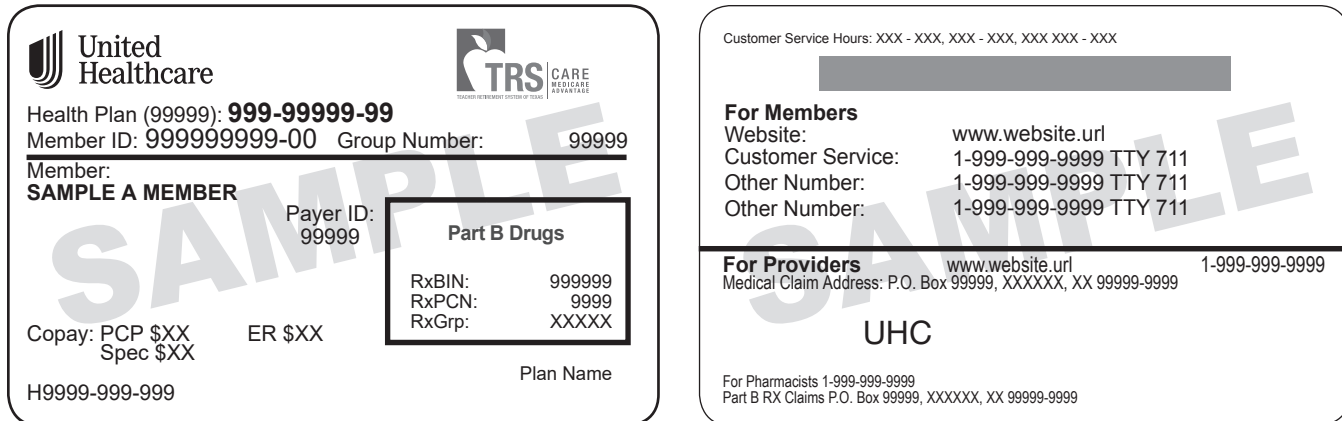 United
Healthcare
TRS CARE
MEDICARE
ADVANTAGE
TEACHER RETIREMENT SYSTEM OF TEXAS
Health Plan (99999): 999-99999-99
Member ID: 999999999-00 Group Number: 99999
Member:
SAMPLE A MEMBER
Payer ID:
99999
Part B Drugs
RxBIN: 999999
RxPCN: 9999
RxGrp: XXXXX
Copay: PCP $XX ER $XX
Spec $XX
H9999-999-999
Plan Name
SAMPLE
Customer Service Hours: XXX - XXX, XXX - XXX, XXX XXX - XXX
For Members
Website: www.website.url
Customer Service: 1-999-999-9999 TTY 711
Other Number: 1-999-999-9999 TTY 711
Other Number: 1-999-999-9999 TTY 711
For Providers www.website.url 1-999-999-9999
Medical Claim Address: P.O. Box 99999, XXXXXX, XX 99999-9999
UHC
For Pharmacists 1-999-999-9999
Part B RX Claims P.O. Box 99999, XXXXXX, XX 99999-9999
SAMPLE